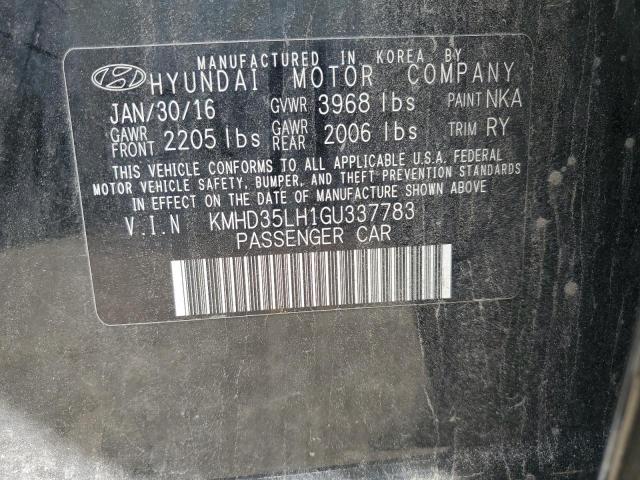 MANUFACTURED IN KOREA BY
HYUNDAI MOTOR COMPANY
JAN/30/16 GVWR 3968 lbs PAINT NKA
GAWR FRONT 2205 lbs GAWR REAR 2006 lbs TRIM RY
THIS VEHICLE CONFORMS TO ALL APPLICABLE U.S.A. FEDERAL
MOTOR VEHICLE SAFETY, BUMPER, AND THEFT PREVENTION STANDARDS
IN EFFECT ON THE DATE OF MANUFACTURE SHOWN ABOVE
V.I.N KMHD35LH1GU337783
PASSENGER CAR